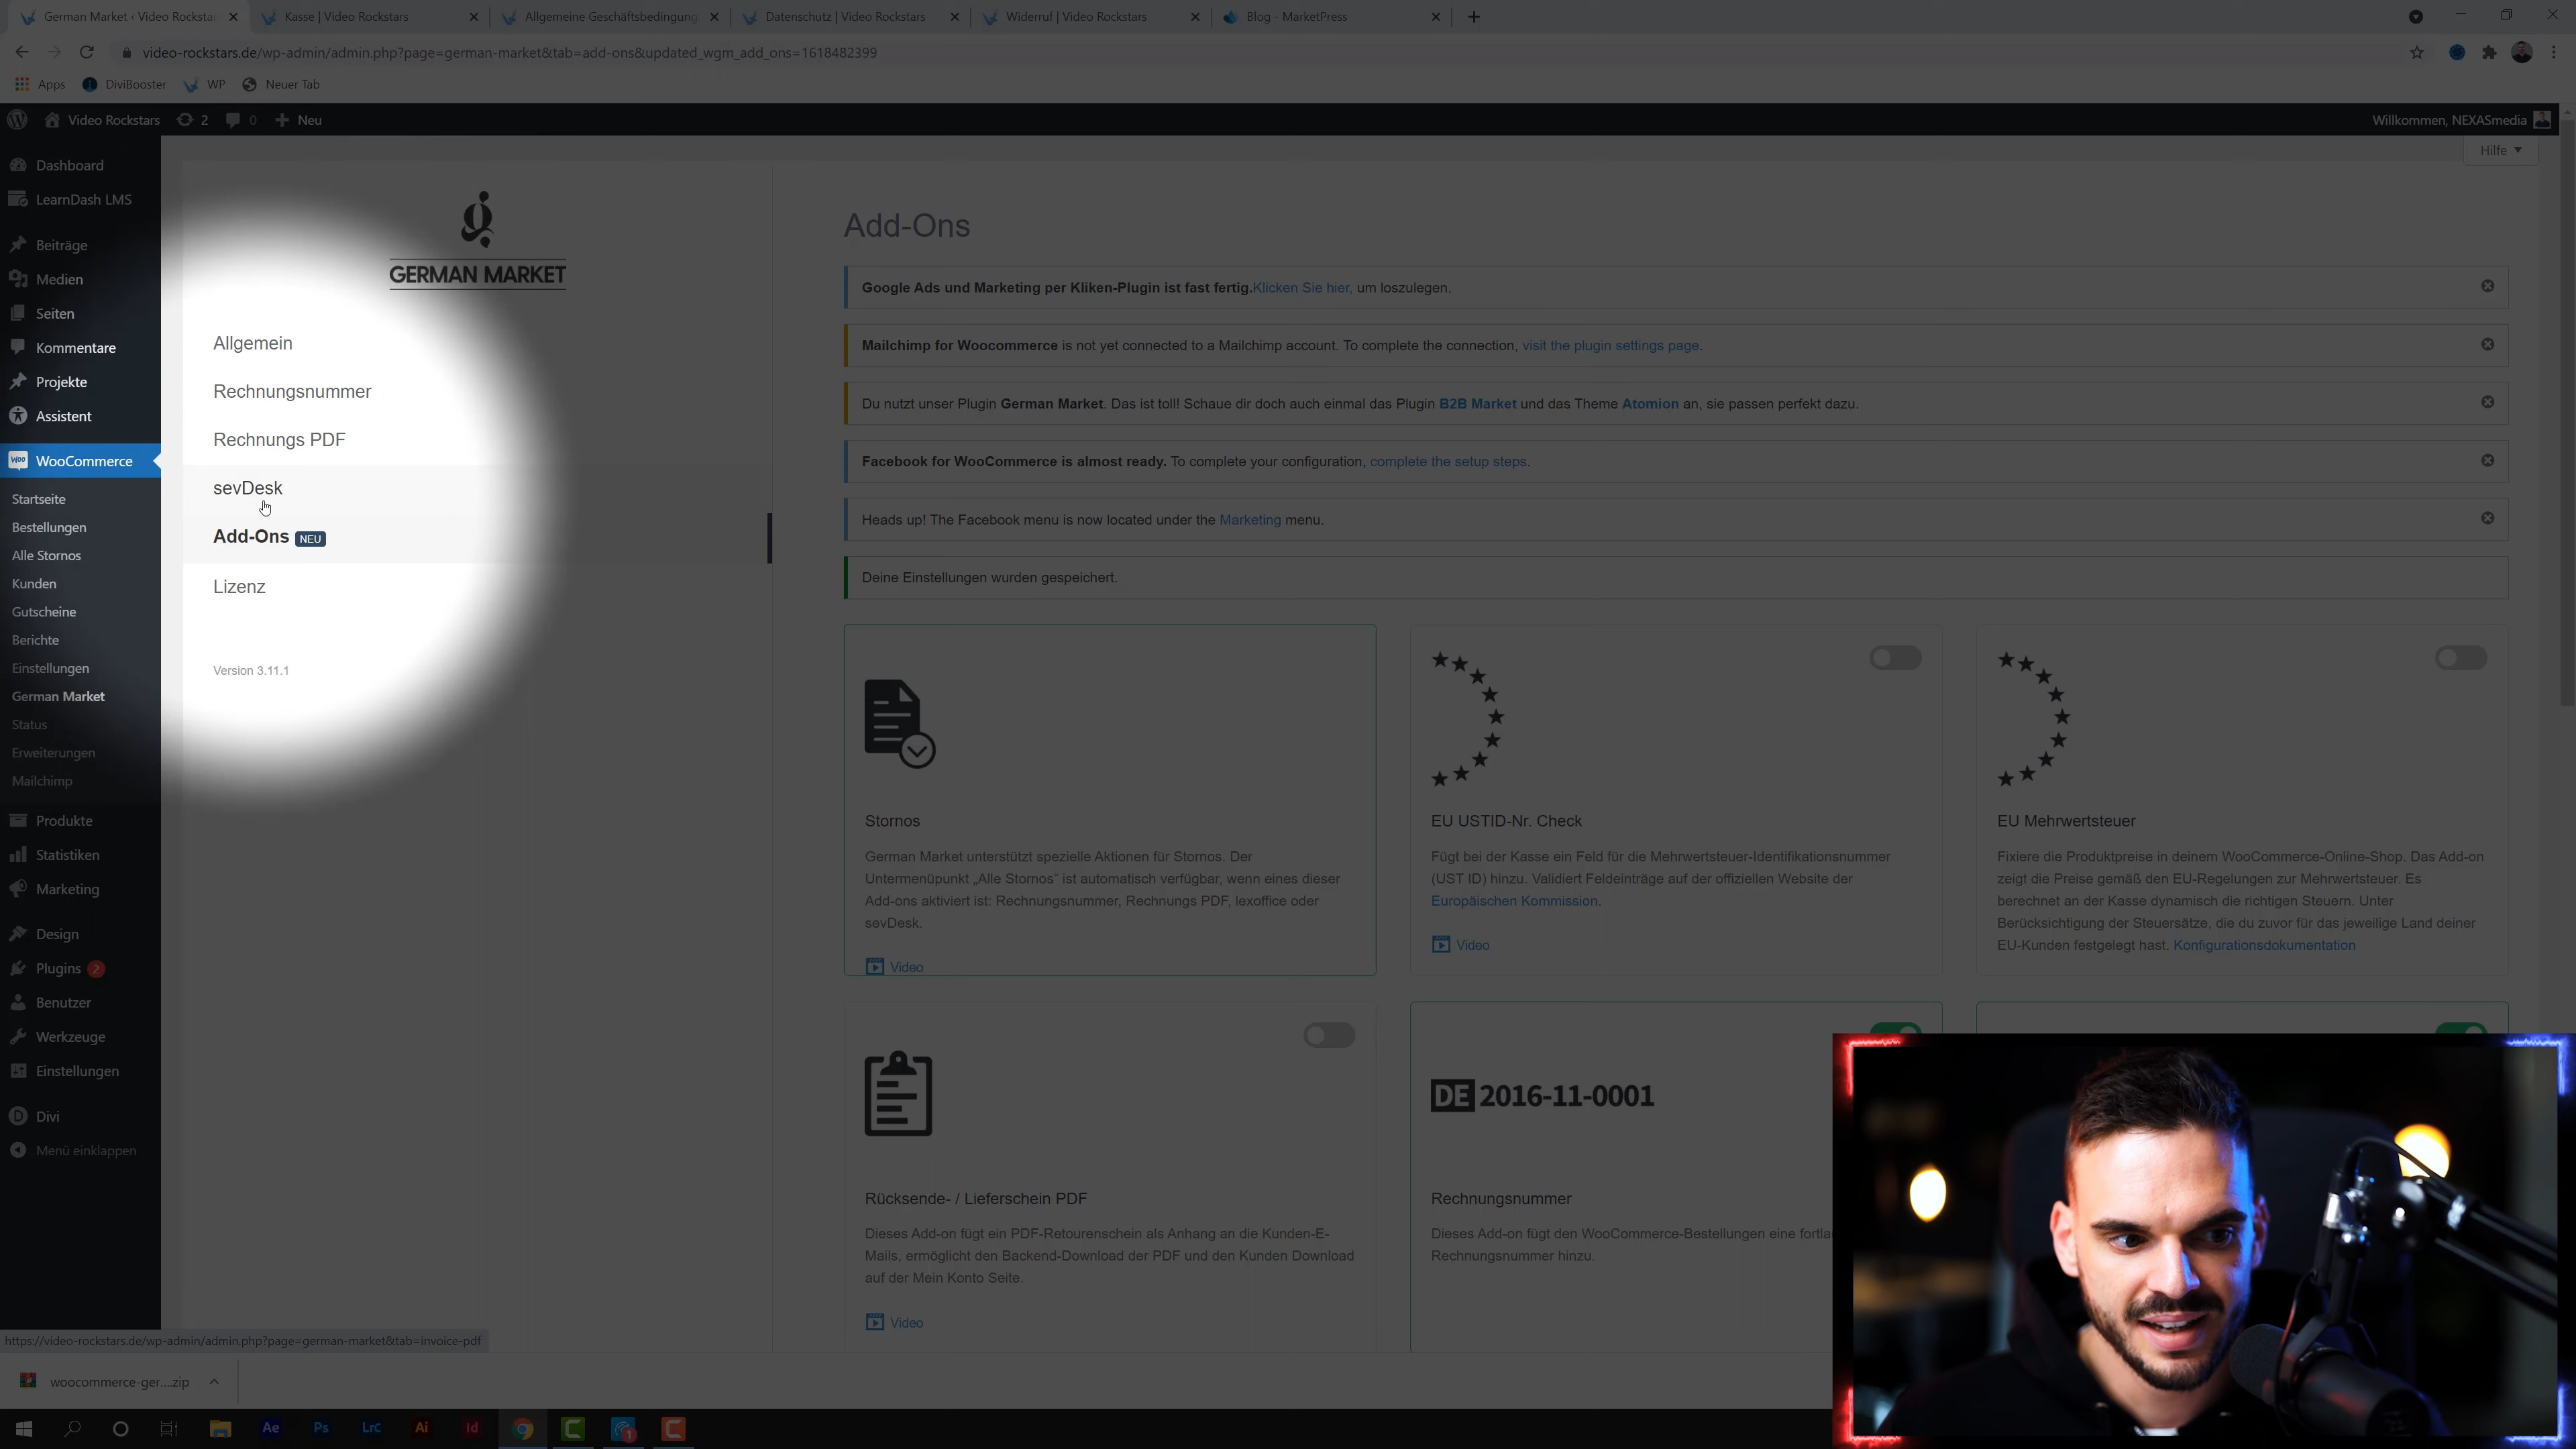 German Market ‹ Video Rockstar
Kasse | Video Rockstars
Allgemeine Geschäftsbedingung
Datenschutz | Video Rockstars
Widerruf | Video Rockstars
Blog - MarketPress
video-rockstars.de/wp-admin/admin.php?page=german-market&tab=add-ons&updated_wgm_add_ons=1618482399
Apps
DiviBooster
WP
Neuer Tab
Video Rockstars
2
0
Neu
Willkommen, NEXASmedia
Hilfe
Dashboard
LearnDash LMS
Beiträge
Medien
Seiten
Kommentare
Projekte
Assistent
WooCommerce
Startseite
Bestellungen
Alle Stornos
Kunden
Gutscheine
Berichte
Einstellungen
German Market
Status
Erweiterungen
Mailchimp
Produkte
Statistiken
Marketing
Design
Plugins 2
Benutzer
Werkzeuge
Einstellungen
Divi
Menü einklappen
GERMAN MARKET
Allgemein
Rechnungsnummer
Rechnungs PDF
sevDesk
Add-Ons NEU
Lizenz
Version 3.11.1
Add-Ons
Google Ads und Marketing per Kliken-Plugin ist fast fertig.Klicken Sie hier, um loszulegen.
Mailchimp for Woocommerce is not yet connected to a Mailchimp account. To complete the connection, visit the plugin settings page.
Du nutzt unser Plugin German Market. Das ist toll! Schaue dir doch auch einmal das Plugin B2B Market und das Theme Atomion an, sie passen perfekt dazu.
Facebook for WooCommerce is almost ready. To complete your configuration, complete the setup steps.
Heads up! The Facebook menu is now located under the Marketing menu.
Deine Einstellungen wurden gespeichert.
Stornos
German Market unterstützt spezielle Aktionen für Stornos. Der
Untermenüpunkt „Alle Stornos“ ist automatisch verfügbar, wenn eines dieser
Add-ons aktiviert ist: Rechnungsnummer, Rechnungs PDF, lexoffice oder
sevDesk.
Video
EU USTID-Nr. Check
Fügt bei der Kasse ein Feld für die Mehrwertsteuer-Identifikationsnummer
(UST ID) hinzu. Validiert Feldeinträge auf der offiziellen Website der
Europäischen Kommission.
Video
EU Mehrwertsteuer
Fixiere die Produktpreise in deinem WooCommerce-Online-Shop. Das Add-on
zeigt die Preise gemäß den EU-Regelungen zur Mehrwertsteuer. Es
berechnet an der Kasse dynamisch die richtigen Steuern. Unter
Berücksichtigung der Steuersätze, die du zuvor für das jeweilige Land deiner
EU-Kunden festgelegt hast. Konfigurationsdokumentation
Rücksende- / Lieferschein PDF
Dieses Add-on fügt ein PDF-Retourenschein als Anhang an die Kunden-E-
Mails, ermöglicht den Backend-Download der PDF und den Kunden Download
auf der Mein Konto Seite.
Video
DE 2016-11-0001
Rechnungsnummer
Dieses Add-on fügt den WooCommerce-Bestellungen eine fortla
Rechnungsnummer hinzu.
https://video-rockstars.de/wp-admin/admin.php?page=german-market&tab=invoice-pdf
woocommerce-ger....zip
Ae
Ps
LrC
Ai
Id
1